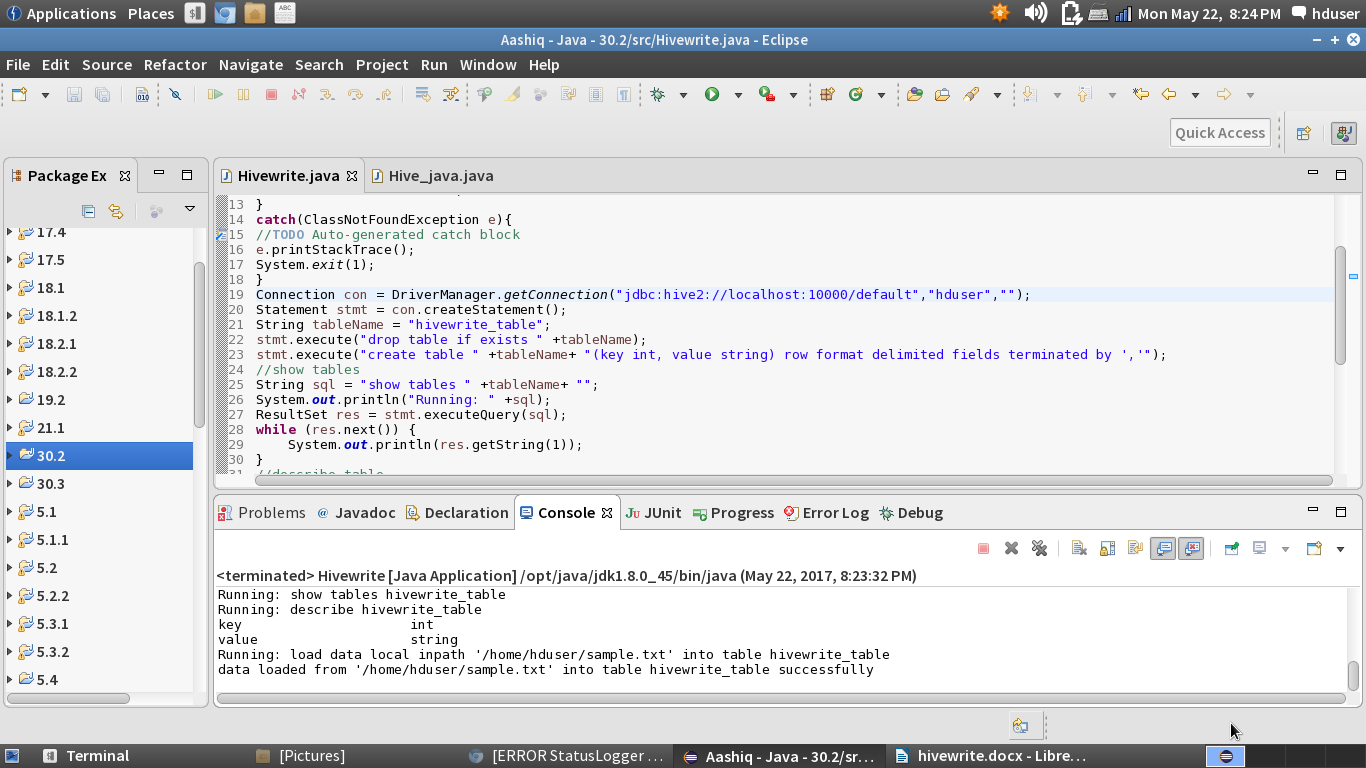 Applications Places Mon May 22, 8:24 PM hduser
Aashiq - Java - 30.2/src/Hivewrite.java - Eclipse
File Edit Source Refactor Navigate Search Project Run Window Help
Quick Access
Package Ex
17.4
17.5
18.1
18.1.2
18.2.1
18.2.2
19.2
21.1
30.2
30.3
5.1
5.1.1
5.2
5.2.2
5.3.1
5.3.2
5.4
Hivewrite.java Hive_java.java
13 }
14 catch(ClassNotFoundException e){
15 //TODO Auto-generated catch block
16 e.printStackTrace();
17 System.exit(1);
18 }
19 Connection con = DriverManager.getConnection("jdbc:hive2://localhost:10000/default","hduser","");
20 Statement stmt = con.createStatement();
21 String tableName = "hivewrite_table";
22 stmt.execute("drop table if exists " +tableName);
23 stmt.execute("create table " +tableName+ "(key int, value string) row format delimited fields terminated by ','");
24 //show tables
25 String sql = "show tables " +tableName+ "";
26 System.out.println("Running: " +sql);
27 ResultSet res = stmt.executeQuery(sql);
28 while (res.next()) {
29 System.out.println(res.getString(1));
30 }
31 //describe table
Problems @ Javadoc Declaration Console JUnit Progress Error Log Debug
<terminated> Hivewrite [Java Application] /opt/java/jdk1.8.0_45/bin/java (May 22, 2017, 8:23:32 PM)
Running: show tables hivewrite_table
Running: describe hivewrite_table
key int
value string
Running: load data local inpath '/home/hduser/sample.txt' into table hivewrite_table
data loaded from '/home/hduser/sample.txt' into table hivewrite_table successfully
Terminal [Pictures] [ERROR StatusLogger ... Aashiq - Java - 30.2/sr... hivewrite.docx - Libre...